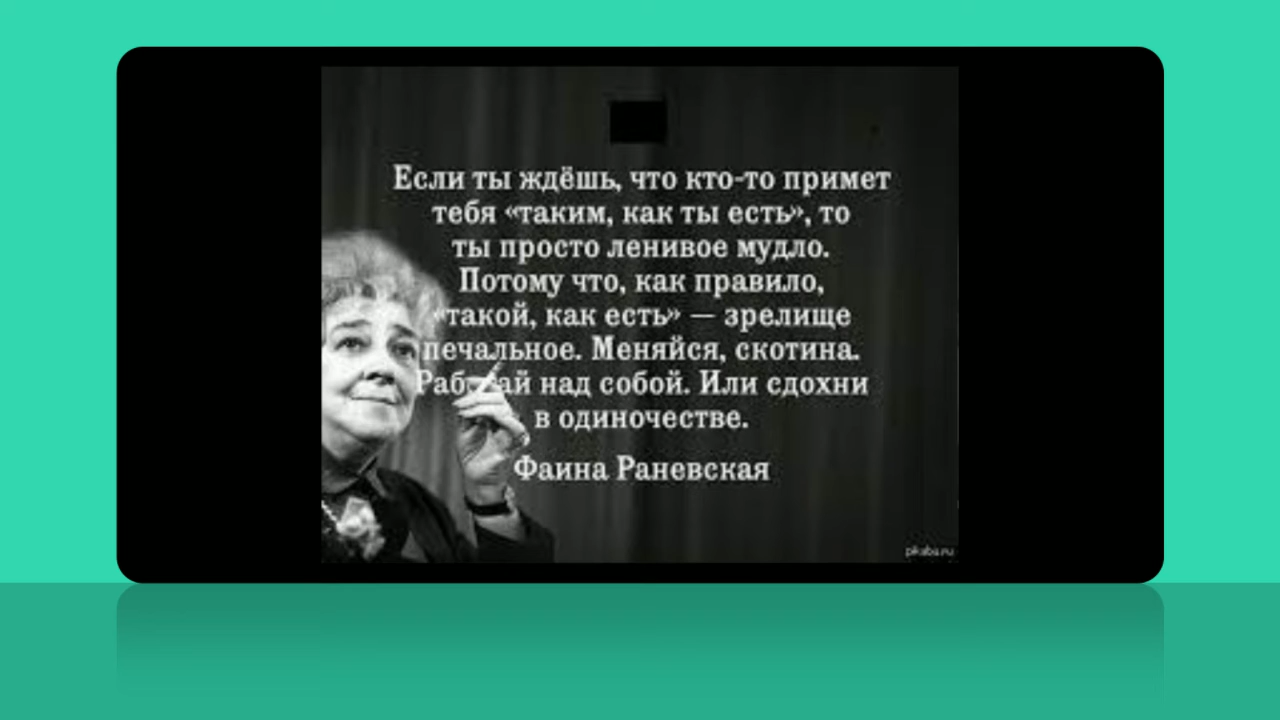 Если ты ждёшь, что кто-то примет
тебя «таким, как ты есть», то
ты просто ленивое мудло.
Потому что, как правило,
«такой, как есть» — зрелище
печальное. Меняйся, скотина.
Работай над собой. Или сдохни
в одиночестве.
Фаина Раневская
pikabu.ru